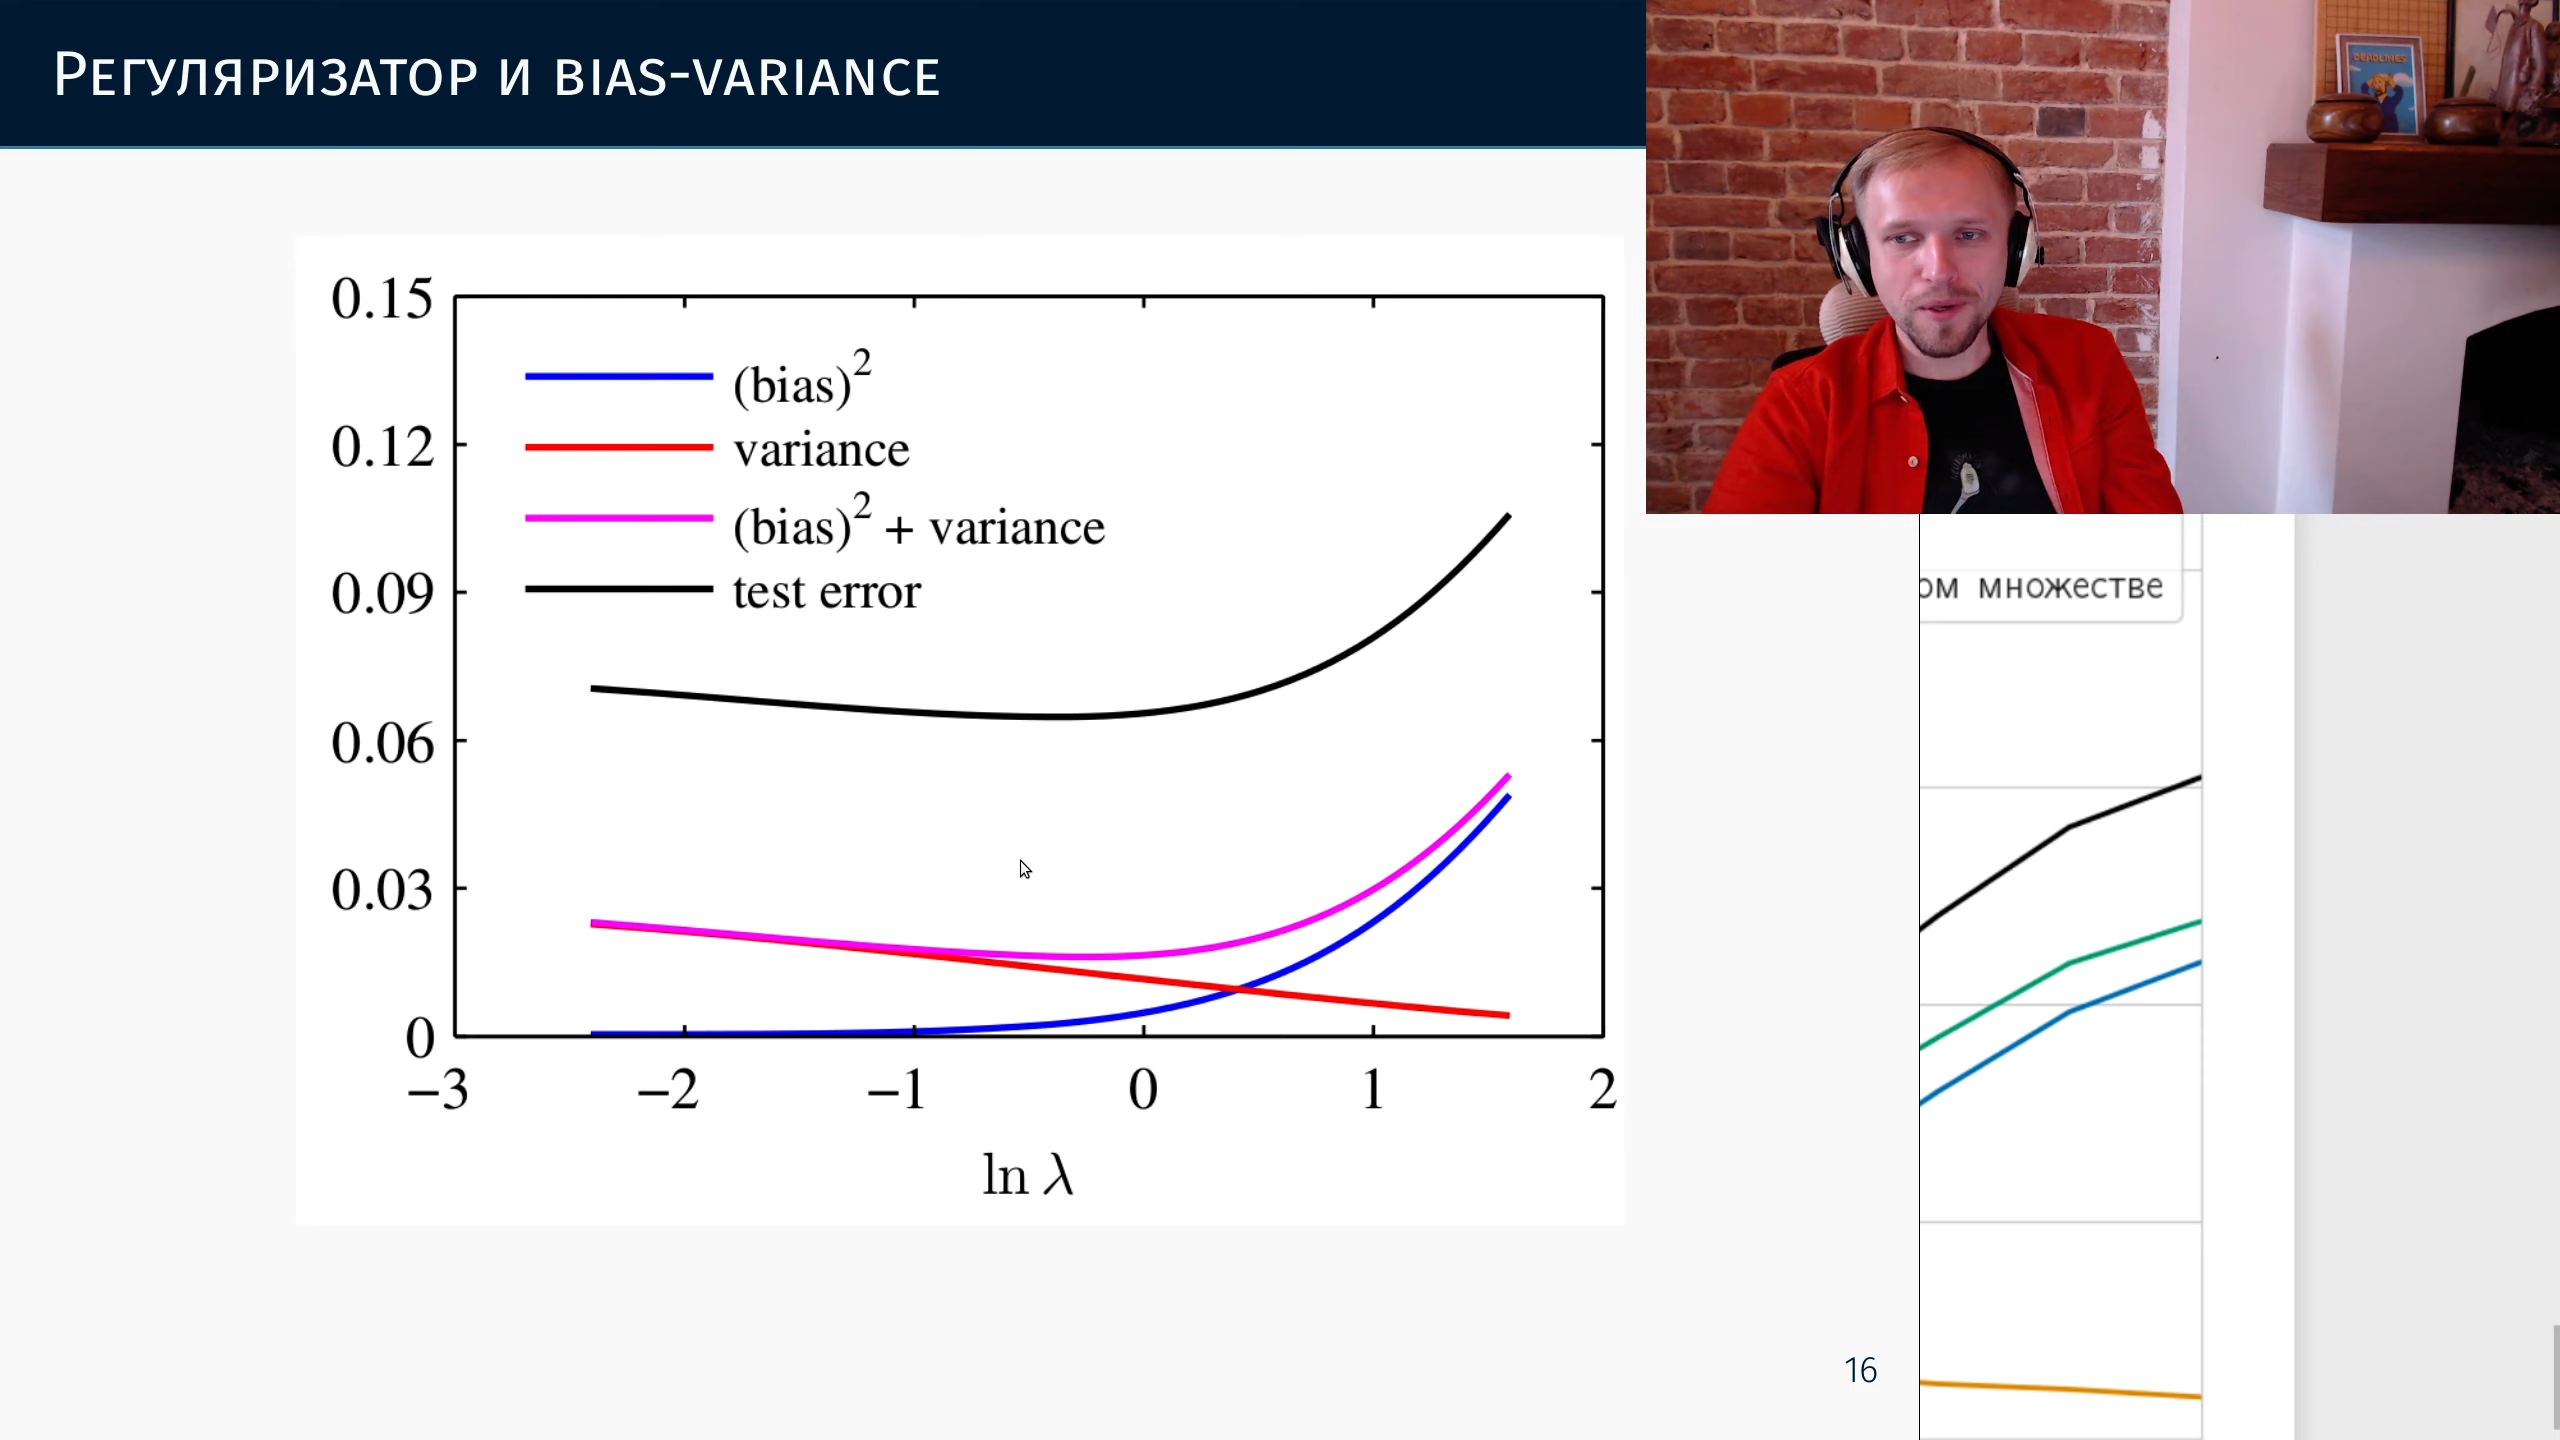 Регуляризатор и bias-variance
DEADLINES
0.15
0.12
0.09
0.06
0.03
0
(bias)²
variance
(bias)² + variance
test error
−3 −2 −1 0 1 2
ln λ
ом множестве
16